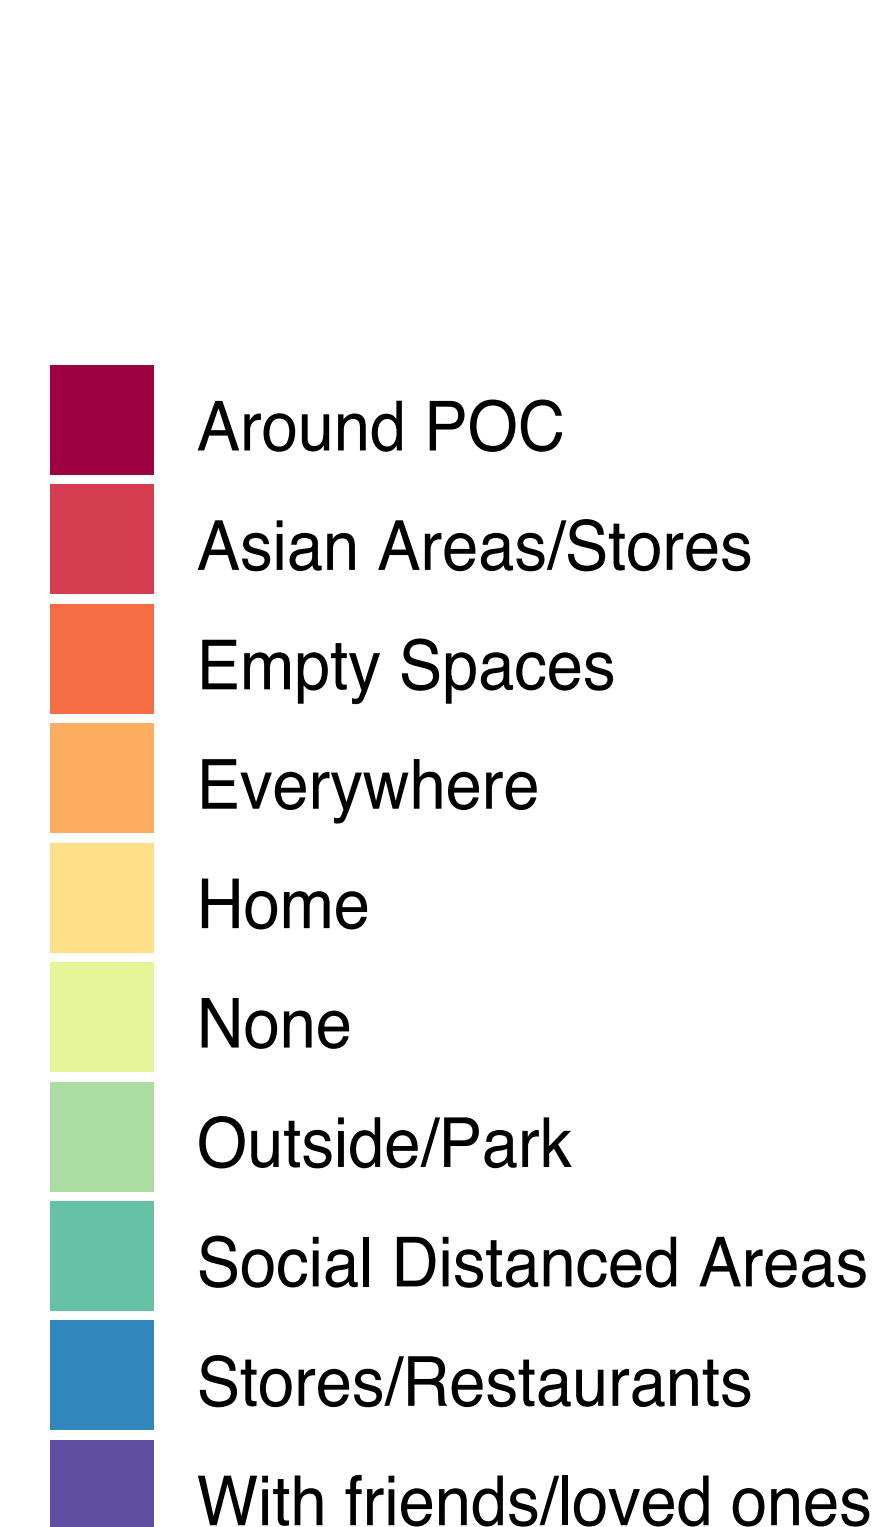 Around POC
Asian Areas/Stores
Empty Spaces
Everywhere
Home
None
Outside/Park
Social Distanced Areas
Stores/Restaurants
With friends/loved ones